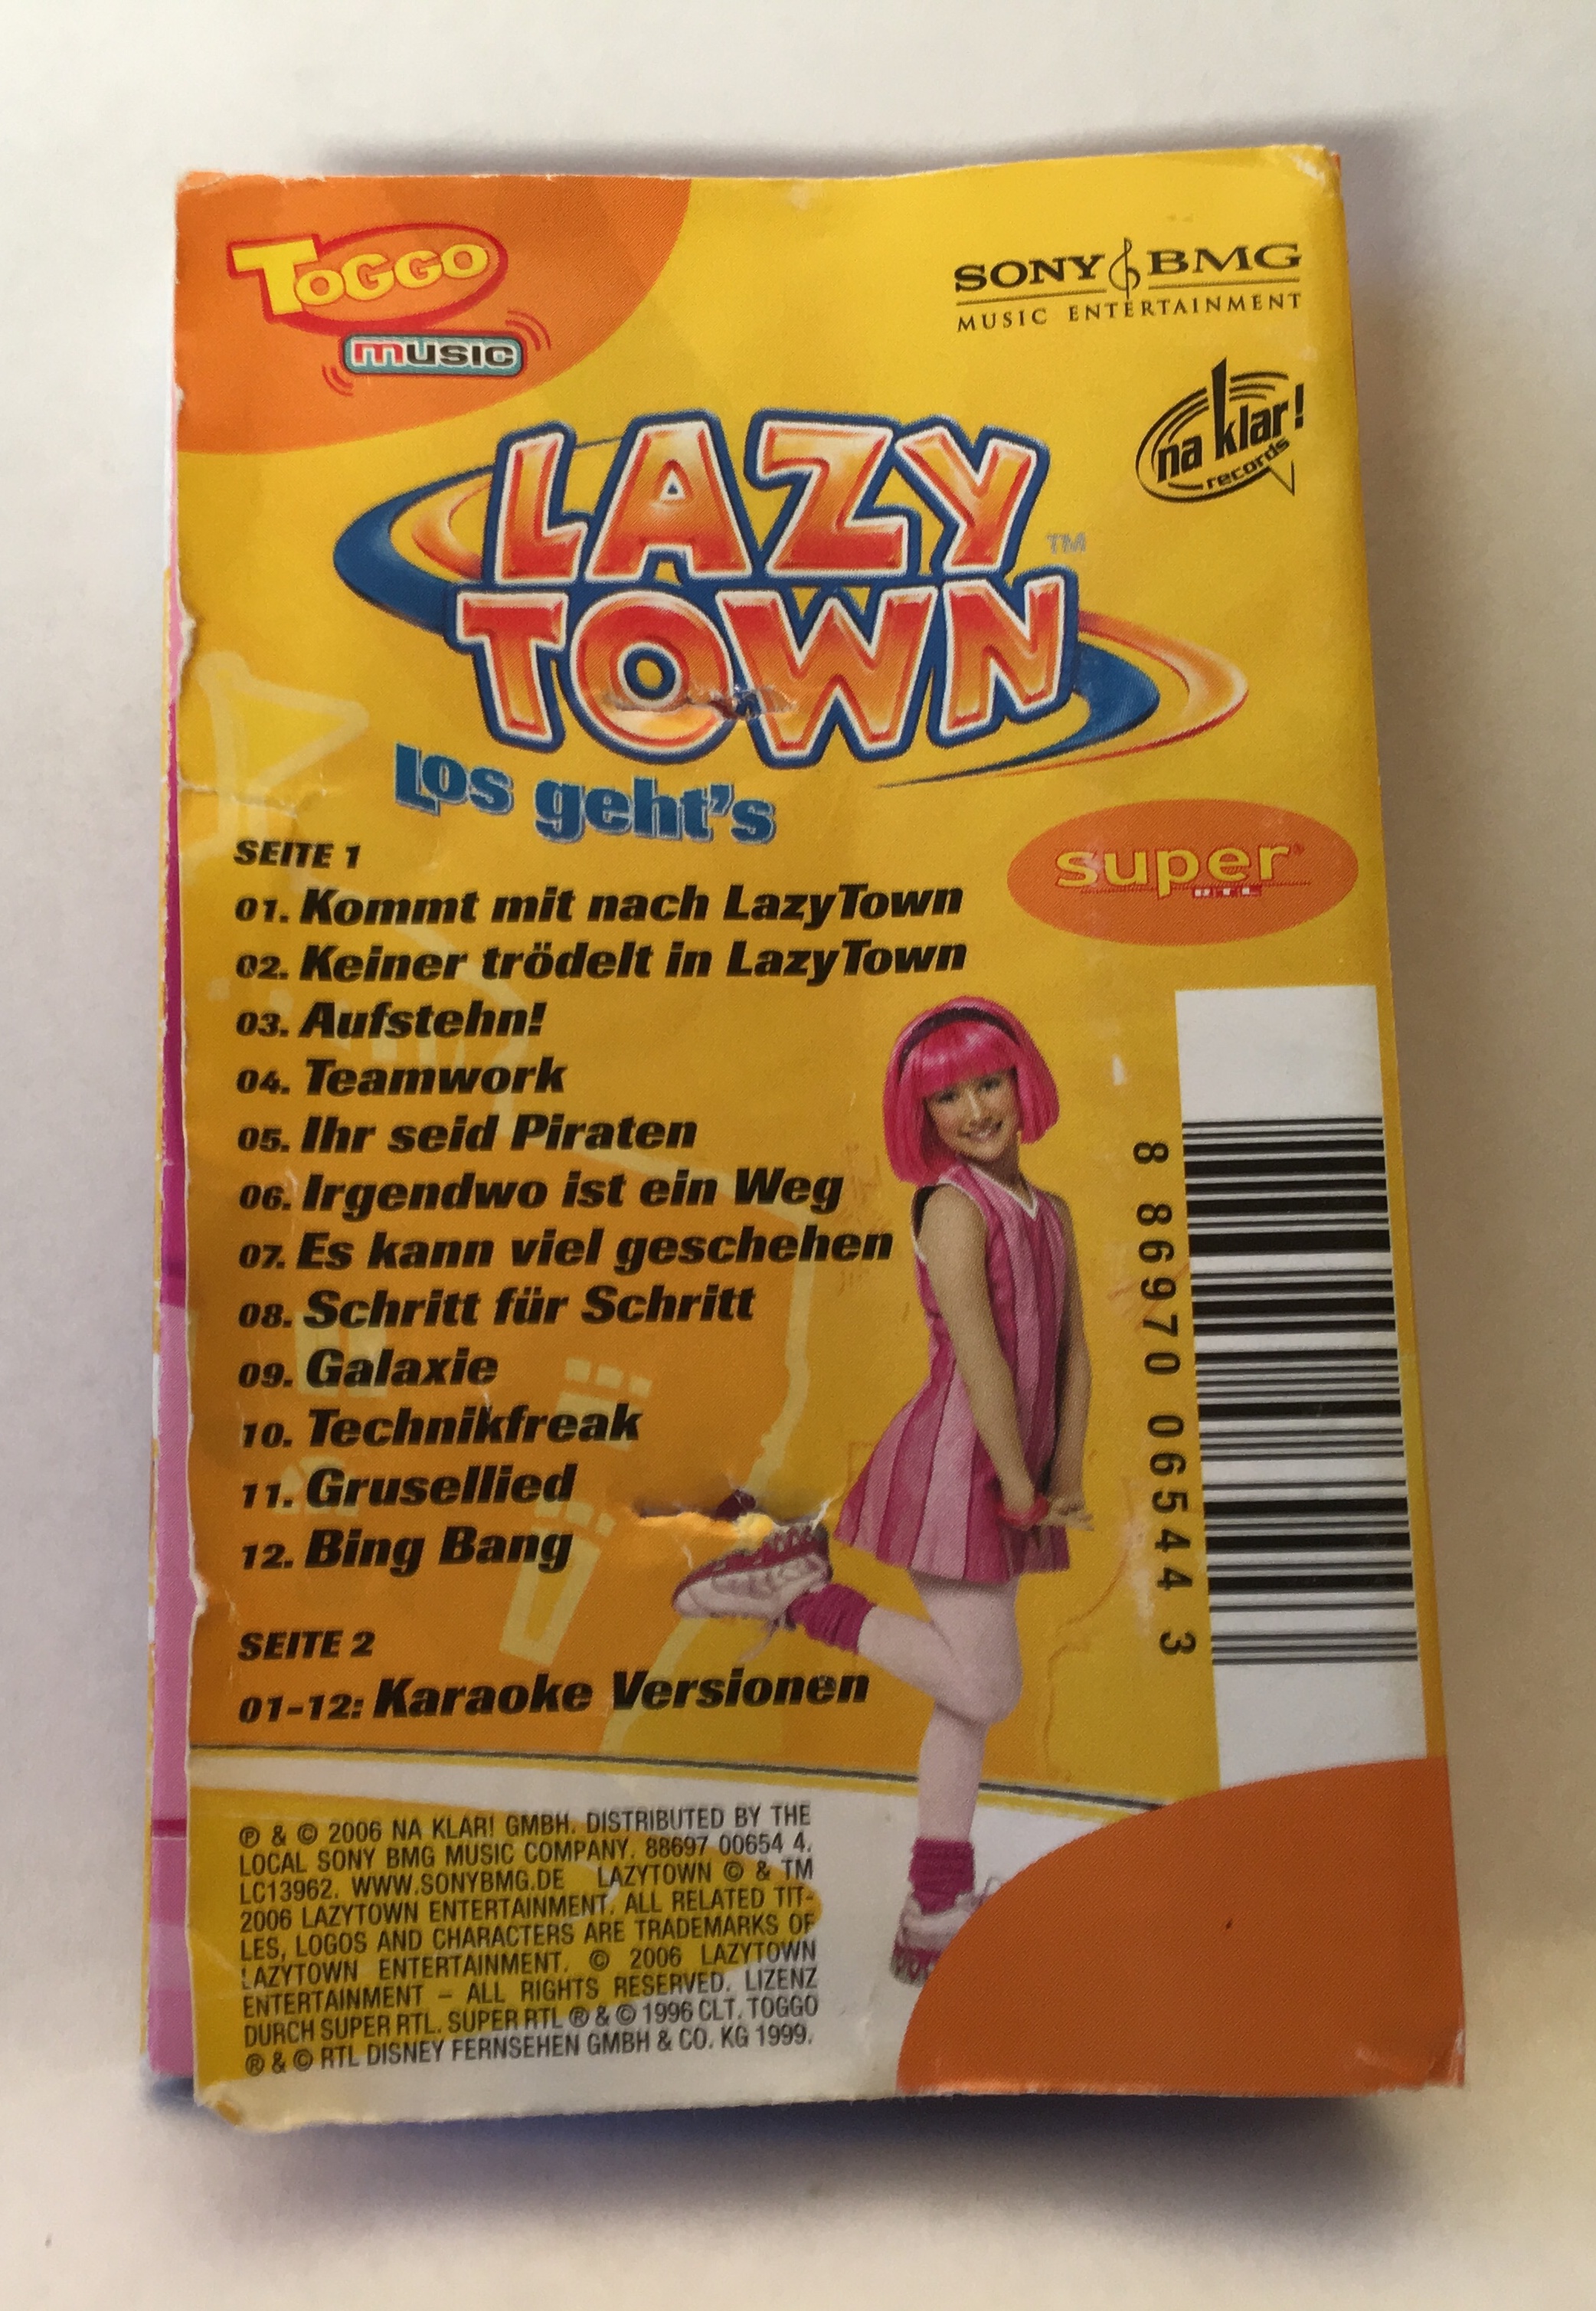 TOGGO
music
SONY BMG
MUSIC ENTERTAINMENT
na klar!
records
LAZY
TOWN
TM
Los geht's
super®
RTL
SEITE 1
01. Kommt mit nach LazyTown
02. Keiner trödelt in LazyTown
03. Aufstehn!
04. Teamwork
05. Ihr seid Piraten
06. Irgendwo ist ein Weg
07. Es kann viel geschehen
08. Schritt für Schritt
09. Galaxie
10. Technikfreak
11. Grusellied
12. Bing Bang
SEITE 2
01-12: Karaoke Versionen
8 86970 06544 3
℗ & © 2006 NA KLAR! GMBH. DISTRIBUTED BY THE
LOCAL SONY BMG MUSIC COMPANY. 88697 00654 4.
LC13962. WWW.SONYBMG.DE LAZYTOWN © & TM
2006 LAZYTOWN ENTERTAINMENT. ALL RELATED TIT-
LES, LOGOS AND CHARACTERS ARE TRADEMARKS OF
LAZYTOWN ENTERTAINMENT. © 2006 LAZYTOWN
ENTERTAINMENT – ALL RIGHTS RESERVED. LIZENZ
DURCH SUPER RTL. SUPER RTL ® & © 1996 CLT. TOGGO
® & © RTL DISNEY FERNSEHEN GMBH & CO. KG 1999.